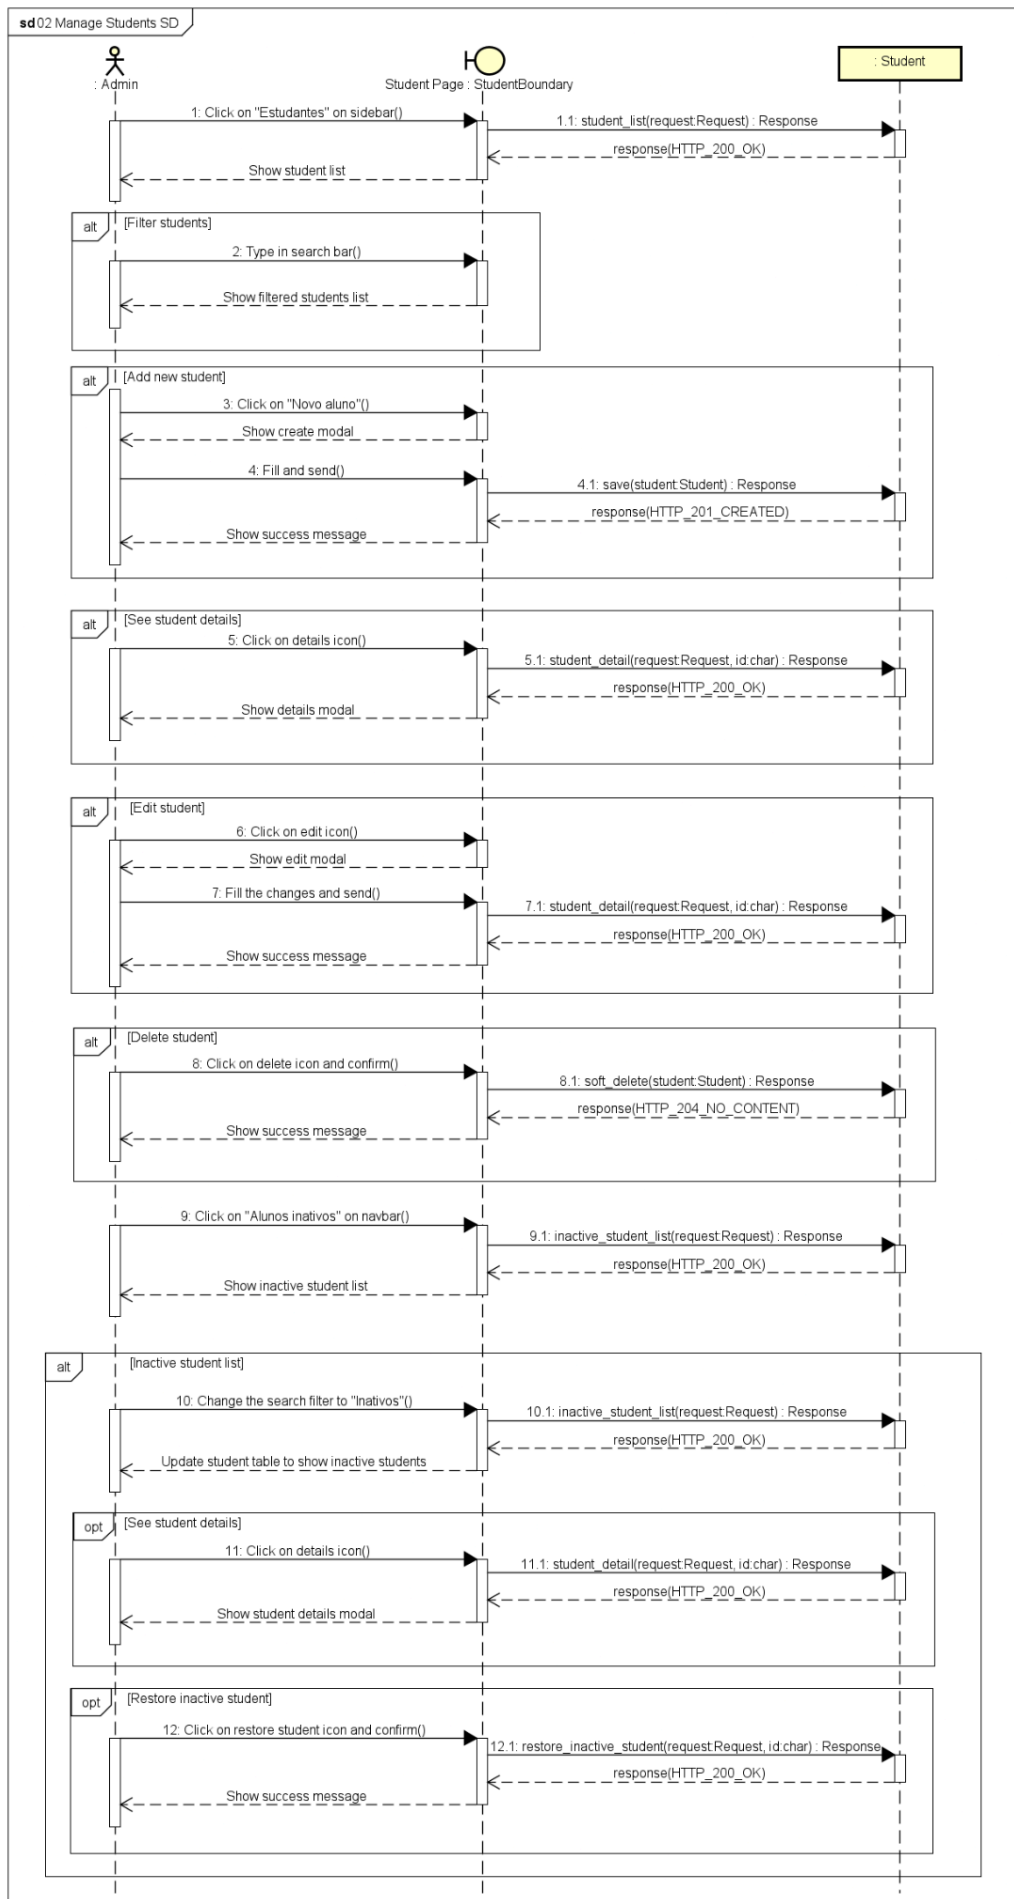 sd 02 Manage Students SD
: Admin
Student Page : StudentBoundary
: Student
1: Click on "Estudantes" on sidebar()
1.1: student_list(request:Request) : Response
response(HTTP_200_OK)
Show student list
alt
[Filter students]
2: Type in search bar()
Show filtered students list
alt
[Add new student]
3: Click on "Novo aluno"()
Show create modal
4: Fill and send()
4.1: save(student:Student) : Response
response(HTTP_201_CREATED)
Show success message
alt
[See student details]
5: Click on details icon()
5.1: student_detail(request:Request, id:char) : Response
response(HTTP_200_OK)
Show details modal
alt
[Edit student]
6: Click on edit icon()
Show edit modal
7: Fill the changes and send()
7.1: student_detail(request:Request, id:char) : Response
response(HTTP_200_OK)
Show success message
alt
[Delete student]
8: Click on delete icon and confirm()
8.1: soft_delete(student:Student) : Response
response(HTTP_204_NO_CONTENT)
Show success message
9: Click on "Alunos inativos" on navbar()
9.1: inactive_student_list(request:Request) : Response
response(HTTP_200_OK)
Show inactive student list
alt
[Inactive student list]
10: Change the search filter to "Inativos"()
10.1: inactive_student_list(request:Request) : Response
response(HTTP_200_OK)
Update student table to show inactive students
opt
[See student details]
11: Click on details icon()
11.1: student_detail(request:Request, id:char) : Response
response(HTTP_200_OK)
Show student details modal
opt
[Restore inactive student]
12: Click on restore student icon and confirm()
12.1: restore_inactive_student(request:Request, id:char) : Response
response(HTTP_200_OK)
Show success message